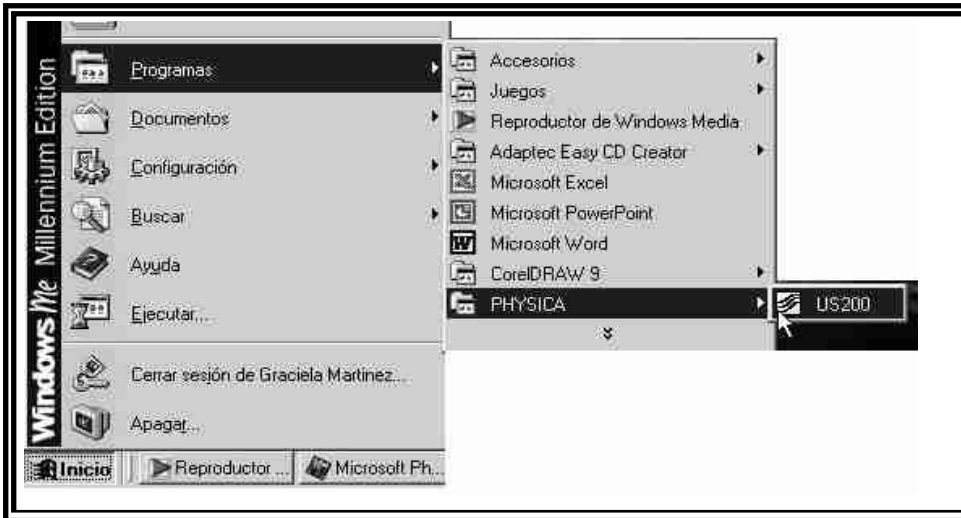 Windows Me Millennium Edition
Programas
Documentos
Configuración
Buscar
Ayuda
Ejecutar...
Cerrar sesión de Graciela Martinez...
Apagar...
Accesorios
Juegos
Reproductor de Windows Media
Adaptec Easy CD Creator
Microsoft Excel
Microsoft PowerPoint
Microsoft Word
CorelDRAW 9
PHYSICA
US200
Inicio
Reproductor ...
Microsoft Ph...